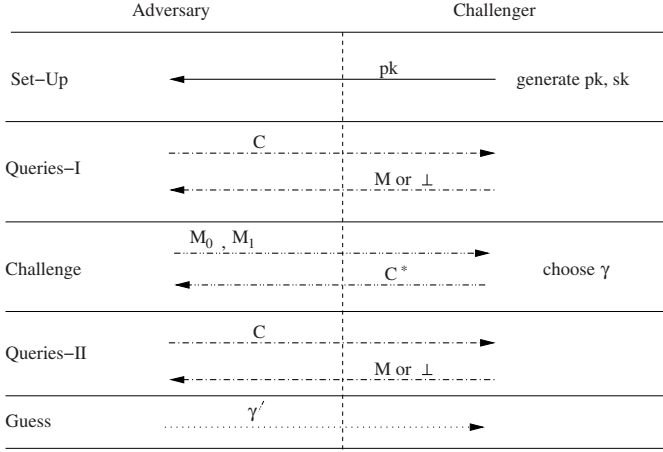 Adversary Challenger
Set−Up pk generate pk, sk
C
Queries−I
M or ⊥
M₀ , M₁
Challenge C* choose γ
C
Queries−II
M or ⊥
Guess γ′